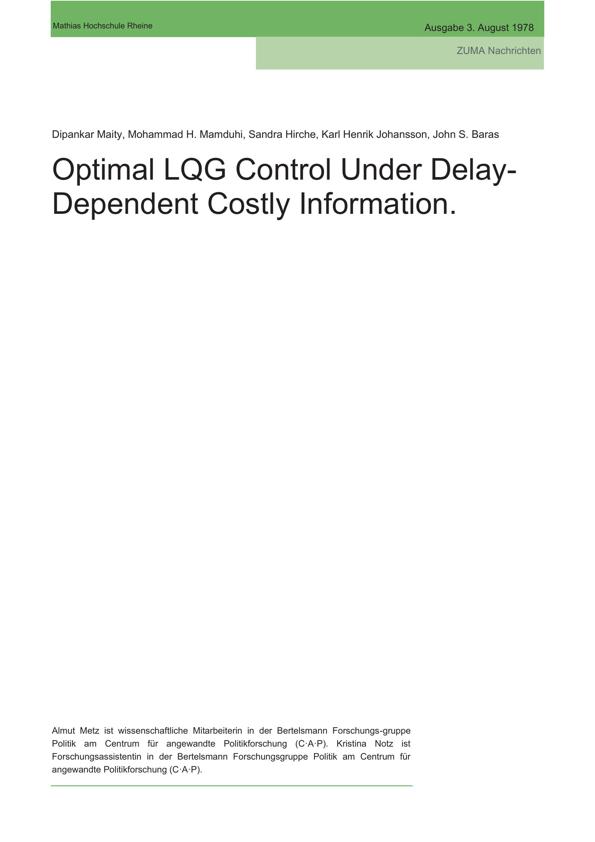 Mathias Hochschule Rheine
Ausgabe 3. August 1978
ZUMA Nachrichten
Dipankar Maity, Mohammad H. Mamduhi, Sandra Hirche, Karl Henrik Johansson, John S. Baras
Optimal LQG Control Under Delay-
Dependent Costly Information.
Almut Metz ist wissenschaftliche Mitarbeiterin in der Bertelsmann Forschungs-gruppe
Politik am Centrum für angewandte Politikforschung (C·A·P). Kristina Notz ist
Forschungsassistentin in der Bertelsmann Forschungsgruppe Politik am Centrum für
angewandte Politikforschung (C·A·P).